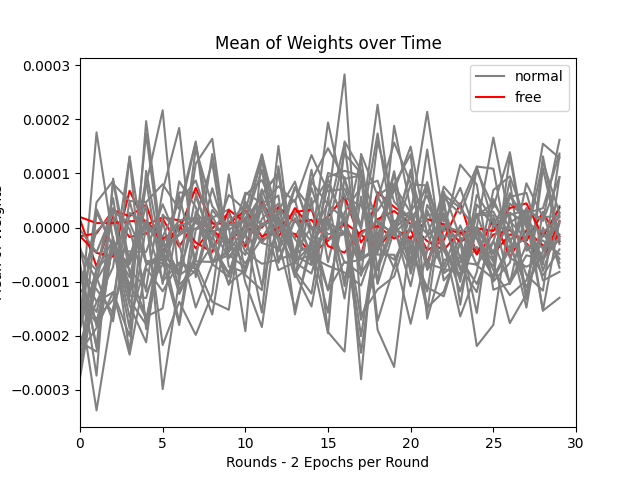 Mean of Weights over Time
0.0003
0.0002
0.0001
0.0000
−0.0001
−0.0002
−0.0003
0 5 10 15 20 25 30
Rounds - 2 Epochs per Round
normal
free